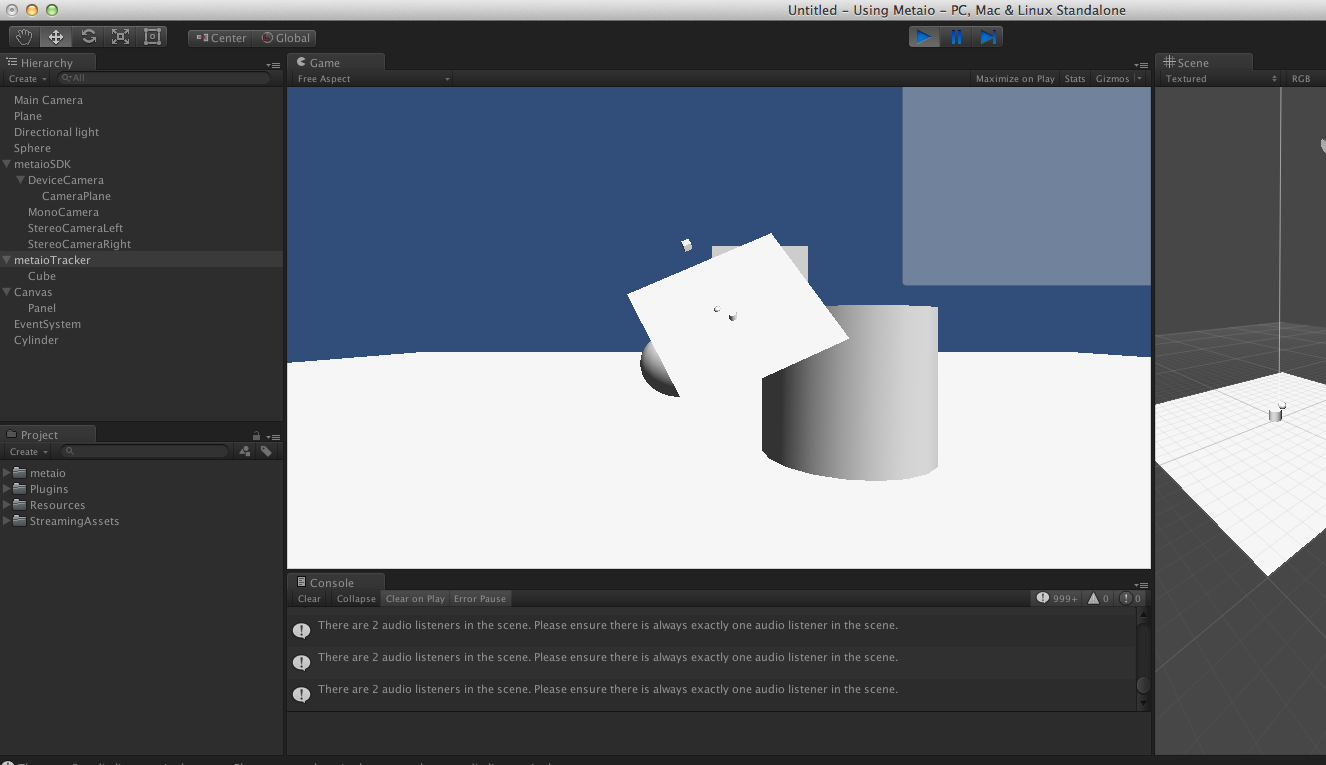 Untitled – Using Metaio – PC, Mac & Linux Standalone
Center Global
Hierarchy
Create All
Main Camera
Plane
Directional light
Sphere
metaioSDK
DeviceCamera
CameraPlane
MonoCamera
StereoCameraLeft
StereoCameraRight
metaioTracker
Cube
Canvas
Panel
EventSystem
Cylinder
Project
Create
metaio
Plugins
Resources
StreamingAssets
Game
Free Aspect Maximize on Play Stats Gizmos
Console
Clear Collapse Clear on Play Error Pause 999+ 0 0
There are 2 audio listeners in the scene. Please ensure there is always exactly one audio listener in the scene.
There are 2 audio listeners in the scene. Please ensure there is always exactly one audio listener in the scene.
There are 2 audio listeners in the scene. Please ensure there is always exactly one audio listener in the scene.
Scene
Textured RGB